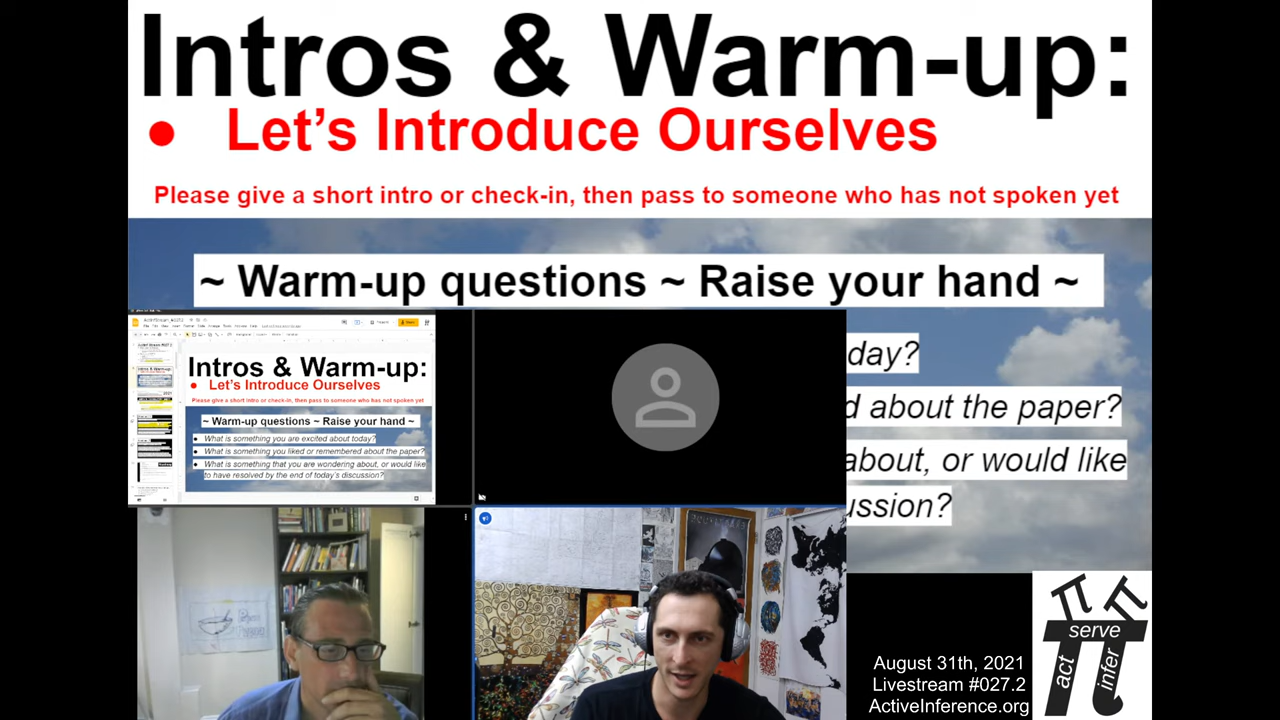 Intros & Warm-up:
● Let's Introduce Ourselves
Please give a short intro or check-in, then pass to someone who has not spoken yet
~ Warm-up questions ~ Raise your hand ~
day?
d about the paper?
about, or would like
ussion?
Intros & Warm-up:
● Let's Introduce Ourselves
Please give a short intro or check-in, then pass to someone who has not spoken yet
~ Warm-up questions ~ Raise your hand ~
● What is something you are excited about today?
● What is something you liked or remembered about the paper?
● What is something that you are wondering about, or would like
to have resolved by the end of today's discussion?
serve
act
infer
August 31th, 2021
Livestream #027.2
ActiveInference.org